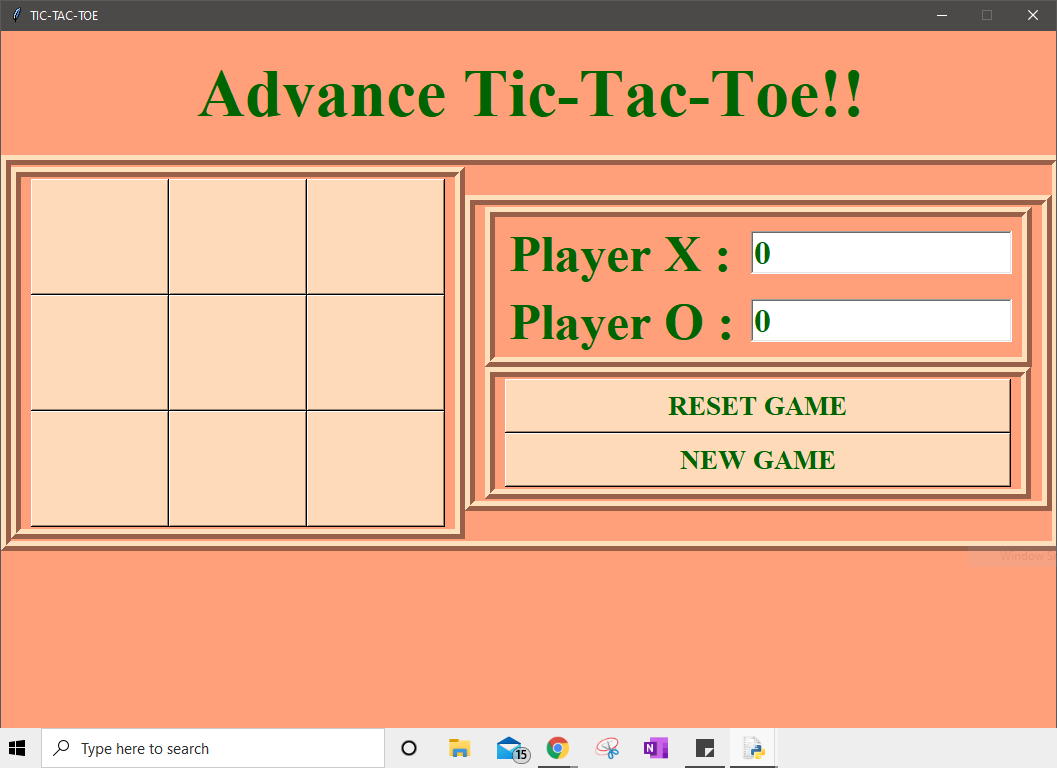 TIC-TAC-TOE
Advance Tic-Tac-Toe!!
Player X : 0
Player O : 0
RESET GAME
NEW GAME
Window S
Type here to search
15
N